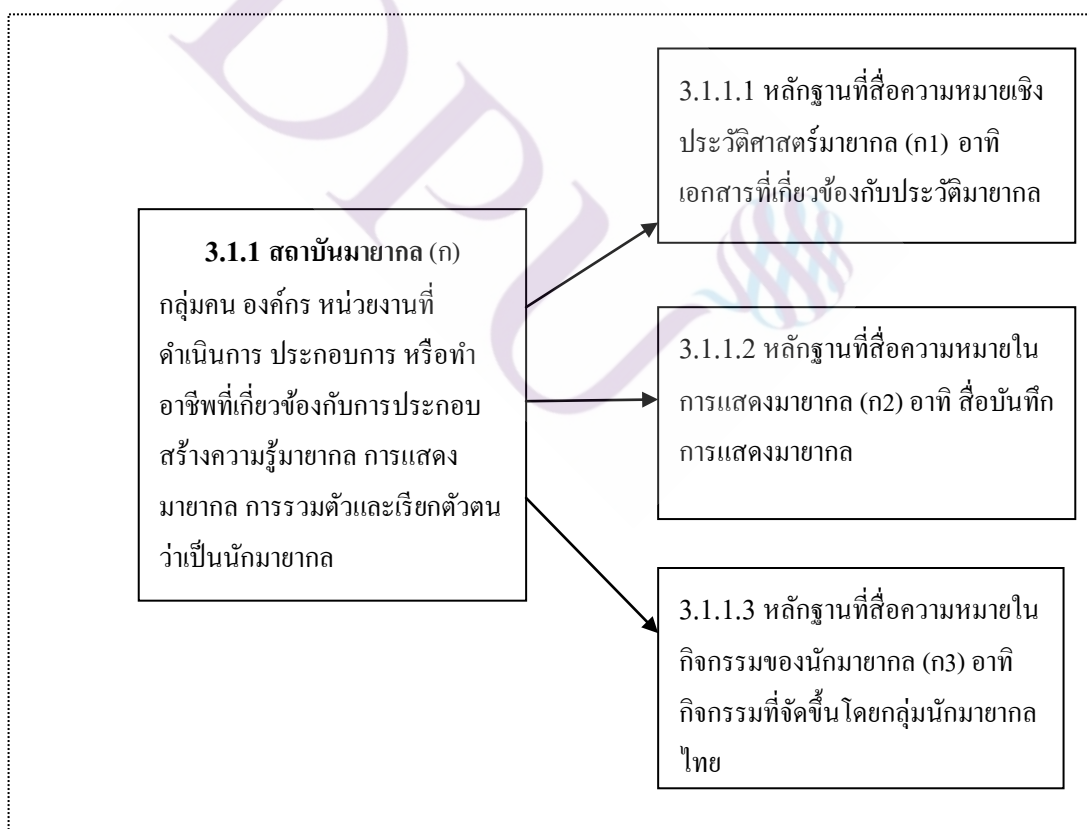 DPU
3.1.1 สถาบันมายากล (ก)
กลุ่มคน องค์กร หน่วยงานที่
ดำเนินการ ประกอบการ หรือทำ
อาชีพที่เกี่ยวข้องกับการประกอบ
สร้างความรู้มายากล การแสดง
มายากล การรวมตัวและเรียกตัวตน
ว่าเป็นนักมายากล
3.1.1.1 หลักฐานที่สื่อความหมายเชิง
ประวัติศาสตร์มายากล (ก1) อาทิ
เอกสารที่เกี่ยวข้องกับประวัติมายากล
3.1.1.2 หลักฐานที่สื่อความหมายใน
การแสดงมายากล (ก2) อาทิ สื่อบันทึก
การแสดงมายากล
3.1.1.3 หลักฐานที่สื่อความหมายใน
กิจกรรมของนักมายากล (ก3) อาทิ
กิจกรรมที่จัดขึ้นโดยกลุ่มนักมายากล
ไทย